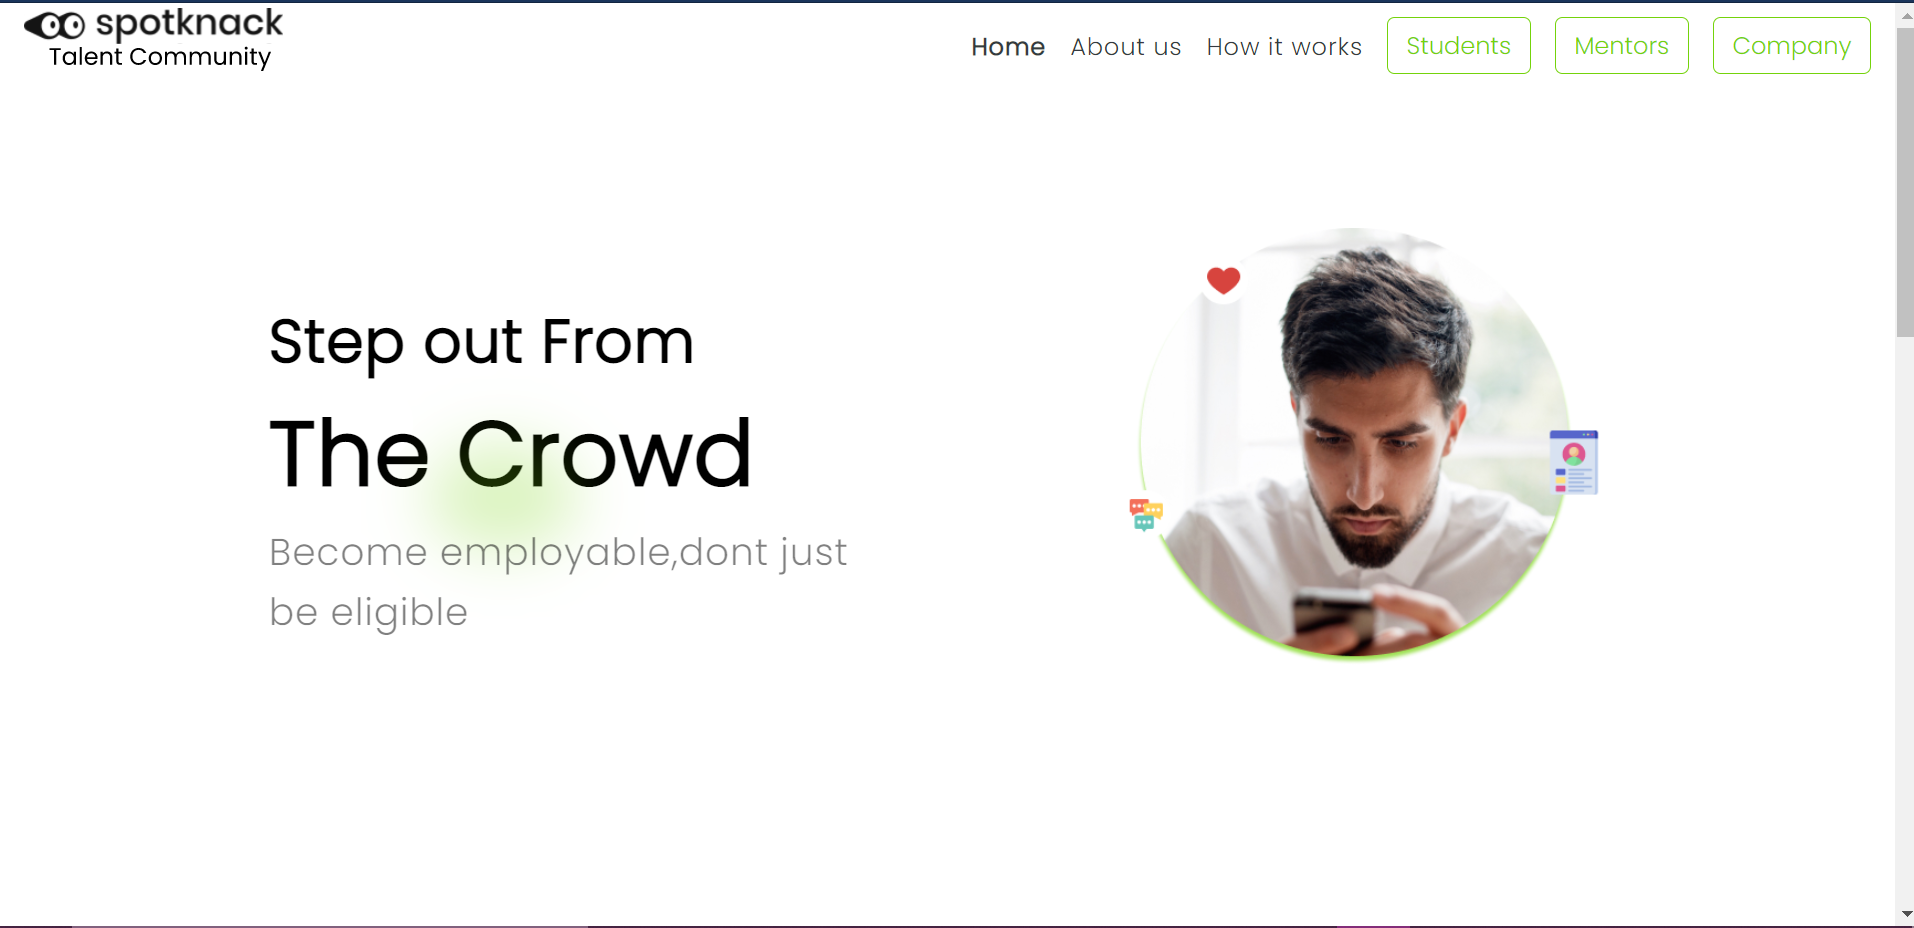 spotknack
Talent Community
Home About us How it works Students Mentors Company
Step out From
The Crowd
Become employable,dont just
be eligible